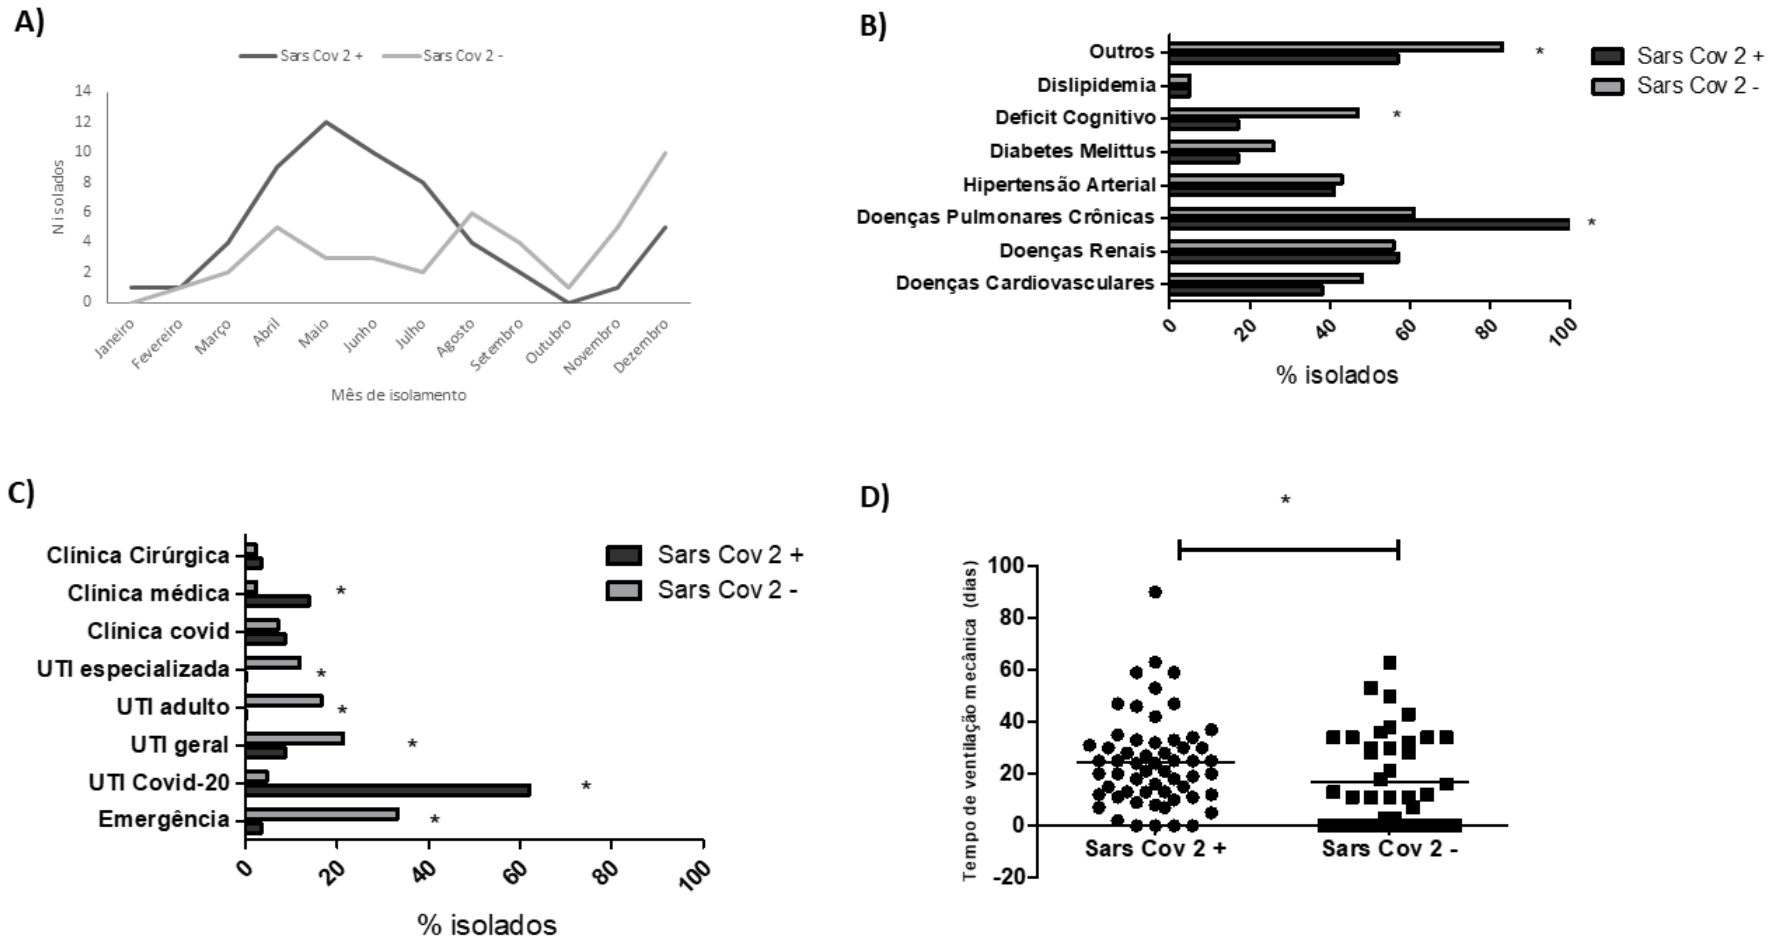 A)
Sars Cov 2 + Sars Cov 2 -
14
12
10
8
6
4
2
0
N isolados
Janeiro Fevereiro Março Abril Maio Junho Julho Agosto Setembro Outubro Novembro Dezembro
Mês de isolamento
B)
Outros *
Dislipidemia
Deficit Cognitivo *
Diabetes Melittus
Hipertensão Arterial
Doenças Pulmonares Crônicas *
Doenças Renais
Doenças Cardiovasculares
0 20 40 60 80 100
% isolados
Sars Cov 2 +
Sars Cov 2 -
C)
Clínica Cirúrgica
Clínica médica *
Clínica covid
UTI especializada *
UTI adulto *
UTI geral *
UTI Covid-20 *
Emergência *
0 20 40 60 80 100
% isolados
Sars Cov 2 +
Sars Cov 2 -
D)
*
Tempo de ventilação mecânica (dias)
100
80
60
40
20
0
-20
Sars Cov 2 + Sars Cov 2 -